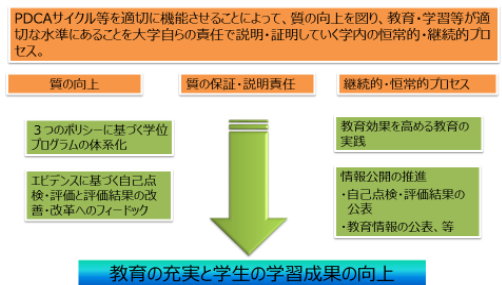 PDCAサイクル等を適切に機能させることによって、質の向上を図り、教育・学習等が適
切な水準にあることを大学自らの責任で説明・証明していく学内の恒常的・継続的プロ
セス。
質の向上
質の保証・説明責任
継続的・恒常的プロセス
３つのポリシーに基づく学位
プログラムの体系化
エビデンスに基づく自己点
検・評価と評価結果の改
善・改革へのフィードック
教育効果を高める教育の
実践
情報公開の推進
・自己点検・評価結果の
公表
・教育情報の公表、等
教育の充実と学生の学習成果の向上